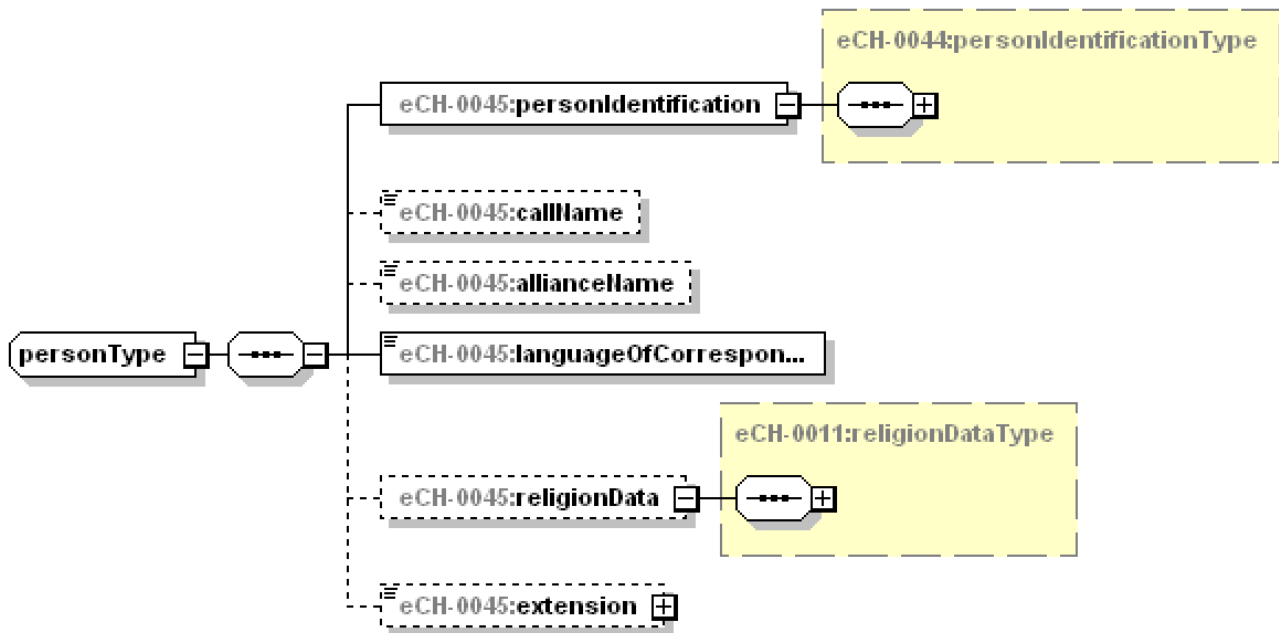 eCH-0044:personIdentificationType
eCH-0045:personIdentification
eCH-0045:callName
eCH-0045:allianceName
personType
eCH-0045:languageOfCorrespon...
eCH-0011:religionDataType
eCH-0045:religionData
eCH-0045:extension